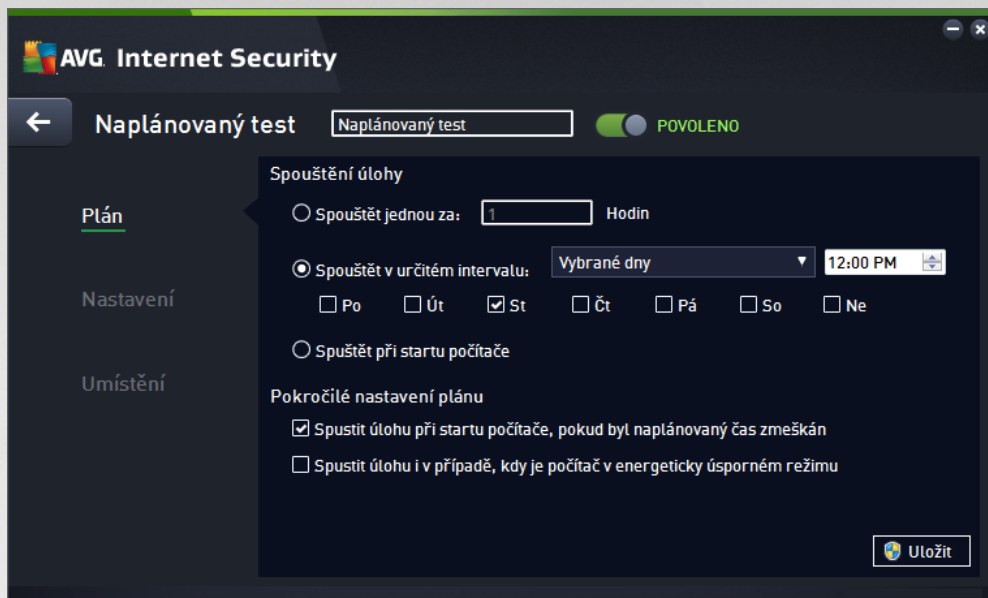 AVG. Internet Security
Naplánovaný test Naplánovaný test POVOLENO
Spouštění úlohy
Plán
Spouštět jednou za: 1 Hodin
Spouštět v určitém intervalu: Vybrané dny 12:00 PM
Nastavení
Po Út St Čt Pá So Ne
Spuštět při startu počítače
Umístění
Pokročilé nastavení plánu
Spustit úlohu při startu počítače, pokud byl naplánovaný čas zmeškán
Spustit úlohu i v případě, kdy je počítač v energeticky úsporném režimu
Uložit